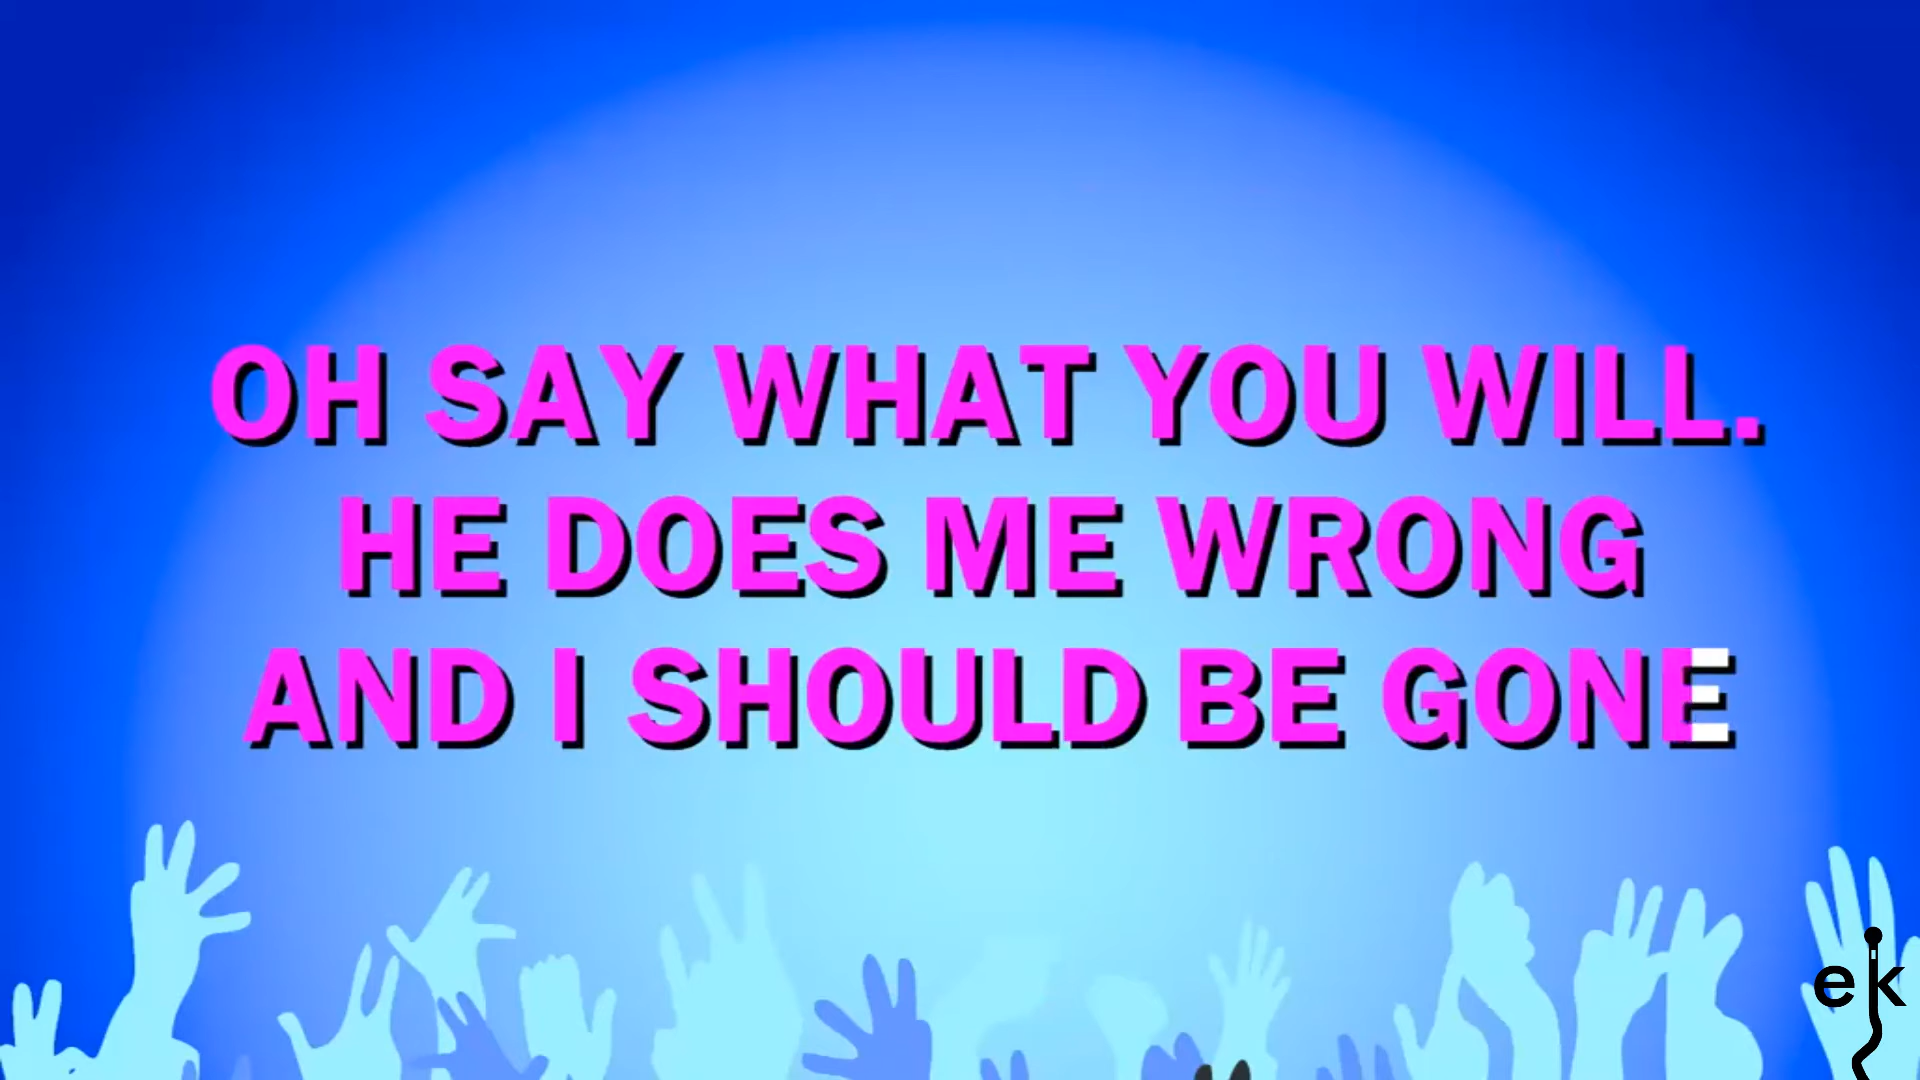 OH SAY WHAT YOU WILL.
HE DOES ME WRONG
AND I SHOULD BE GONE
ek